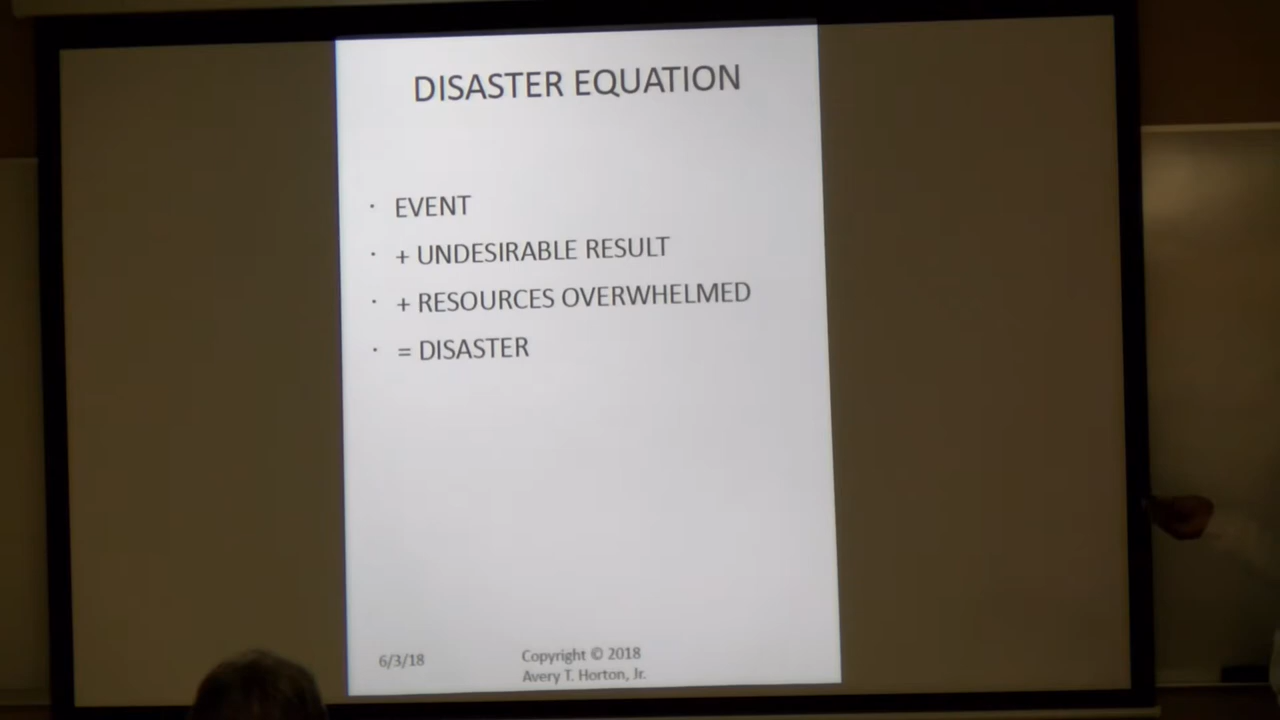 DISASTER EQUATION
· EVENT
· + UNDESIRABLE RESULT
· + RESOURCES OVERWHELMED
· = DISASTER
6/3/18
Copyright © 2018
Avery T. Horton, Jr.